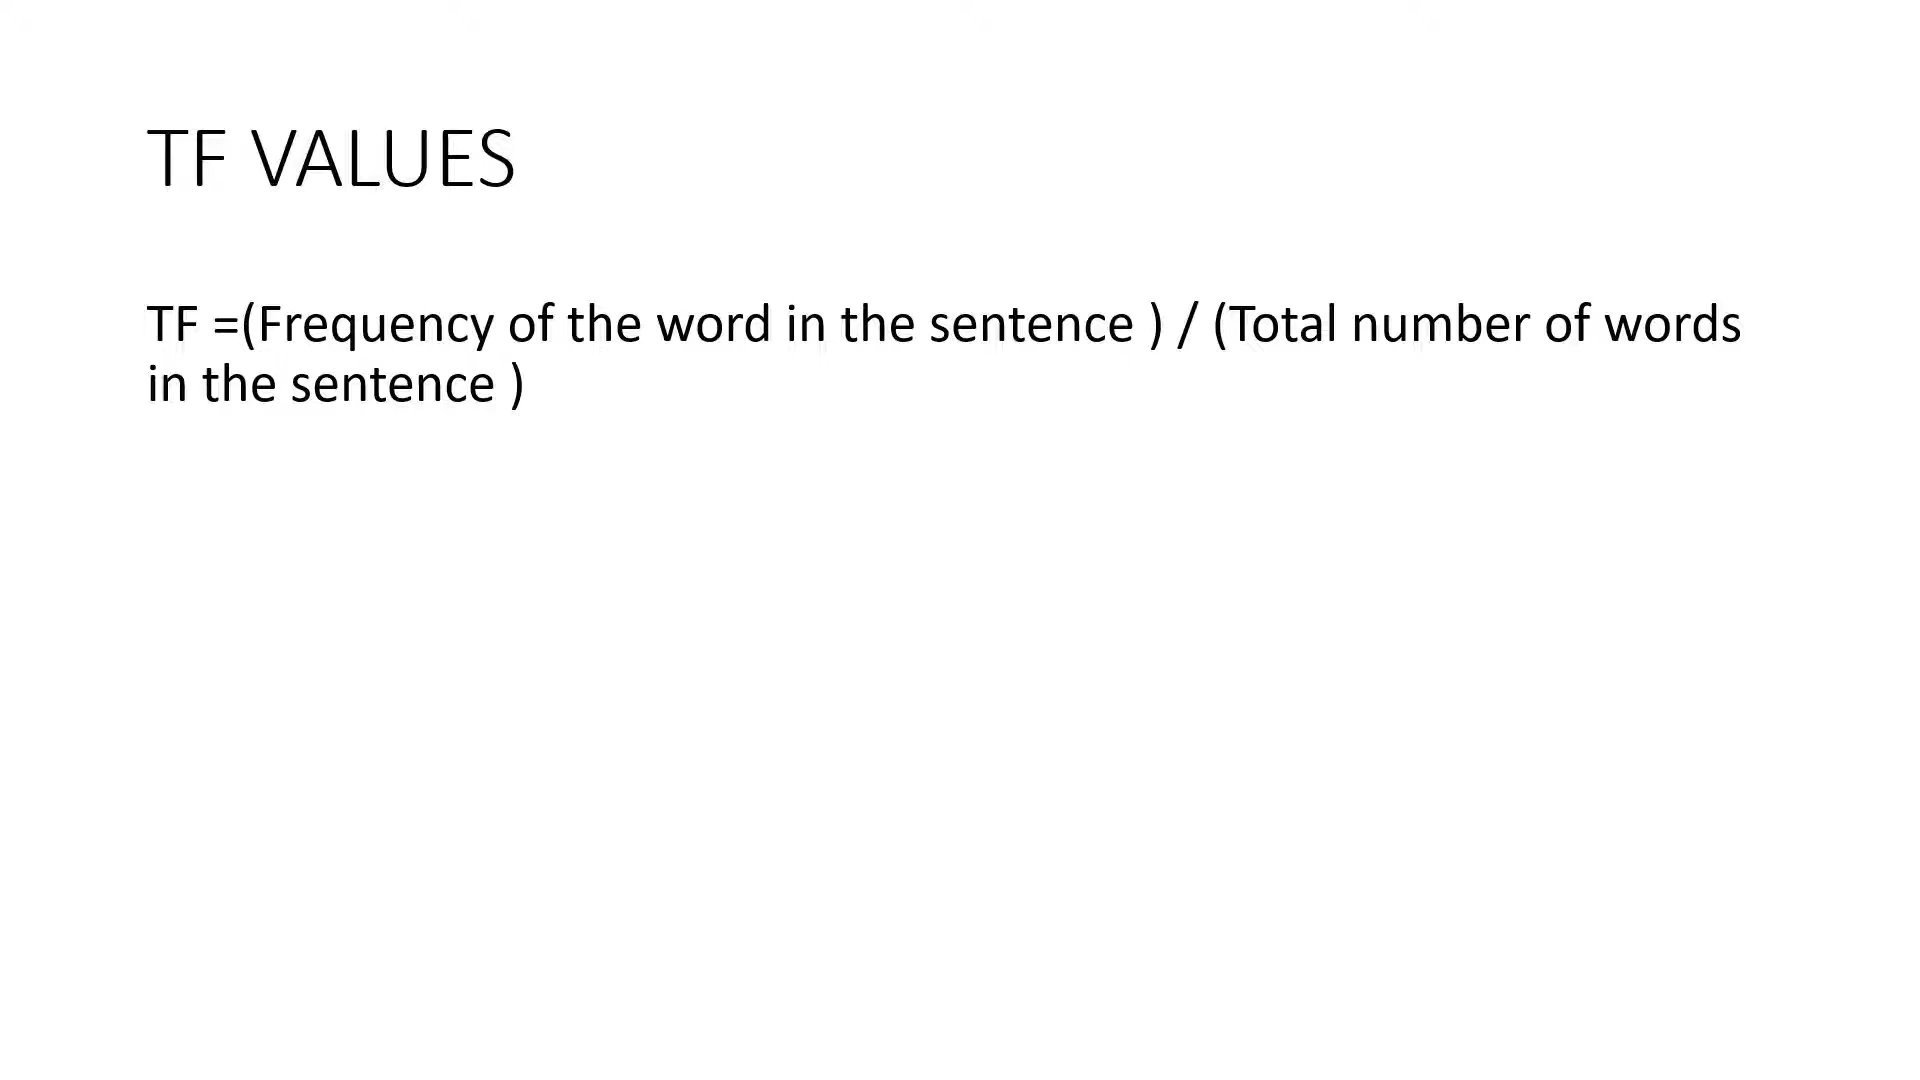 TF VALUES
TF =(Frequency of the word in the sentence ) / (Total number of words
in the sentence )